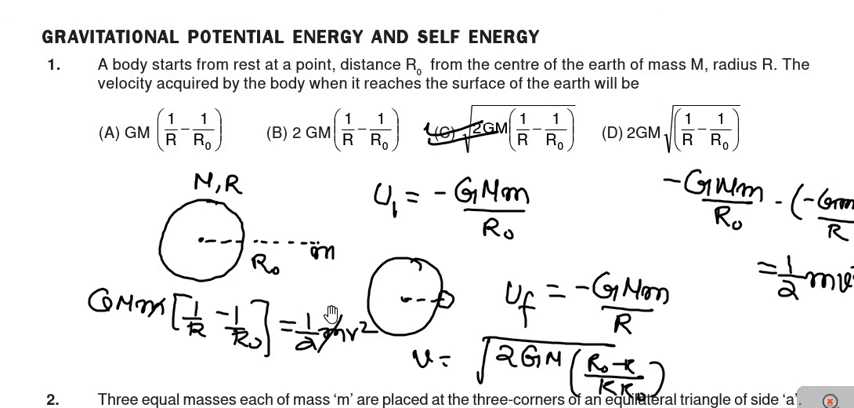 GRAVITATIONAL POTENTIAL ENERGY AND SELF ENERGY
1. A body starts from rest at a point, distance R₀ from the centre of the earth of mass M, radius R. The
velocity acquired by the body when it reaches the surface of the earth will be
(A) GM (1/R − 1/R₀) (B) 2 GM (1/R − 1/R₀) (C) √2GM (1/R − 1/R₀) (D) 2GM √(1/R − 1/R₀)
M, R
R₀ m
U₁ = − GMm/R₀
−GMm/R₀ − (−Gm/R
= 1/2 mv
U_f = −GMm/R
GMm [1/R − 1/R₀] = 1/2 mv²
v = √2GM (R₀−R/RR₀)
2. Three equal masses each of mass ‘m’ are placed at the three-corners of an equilateral triangle of side ‘a’.